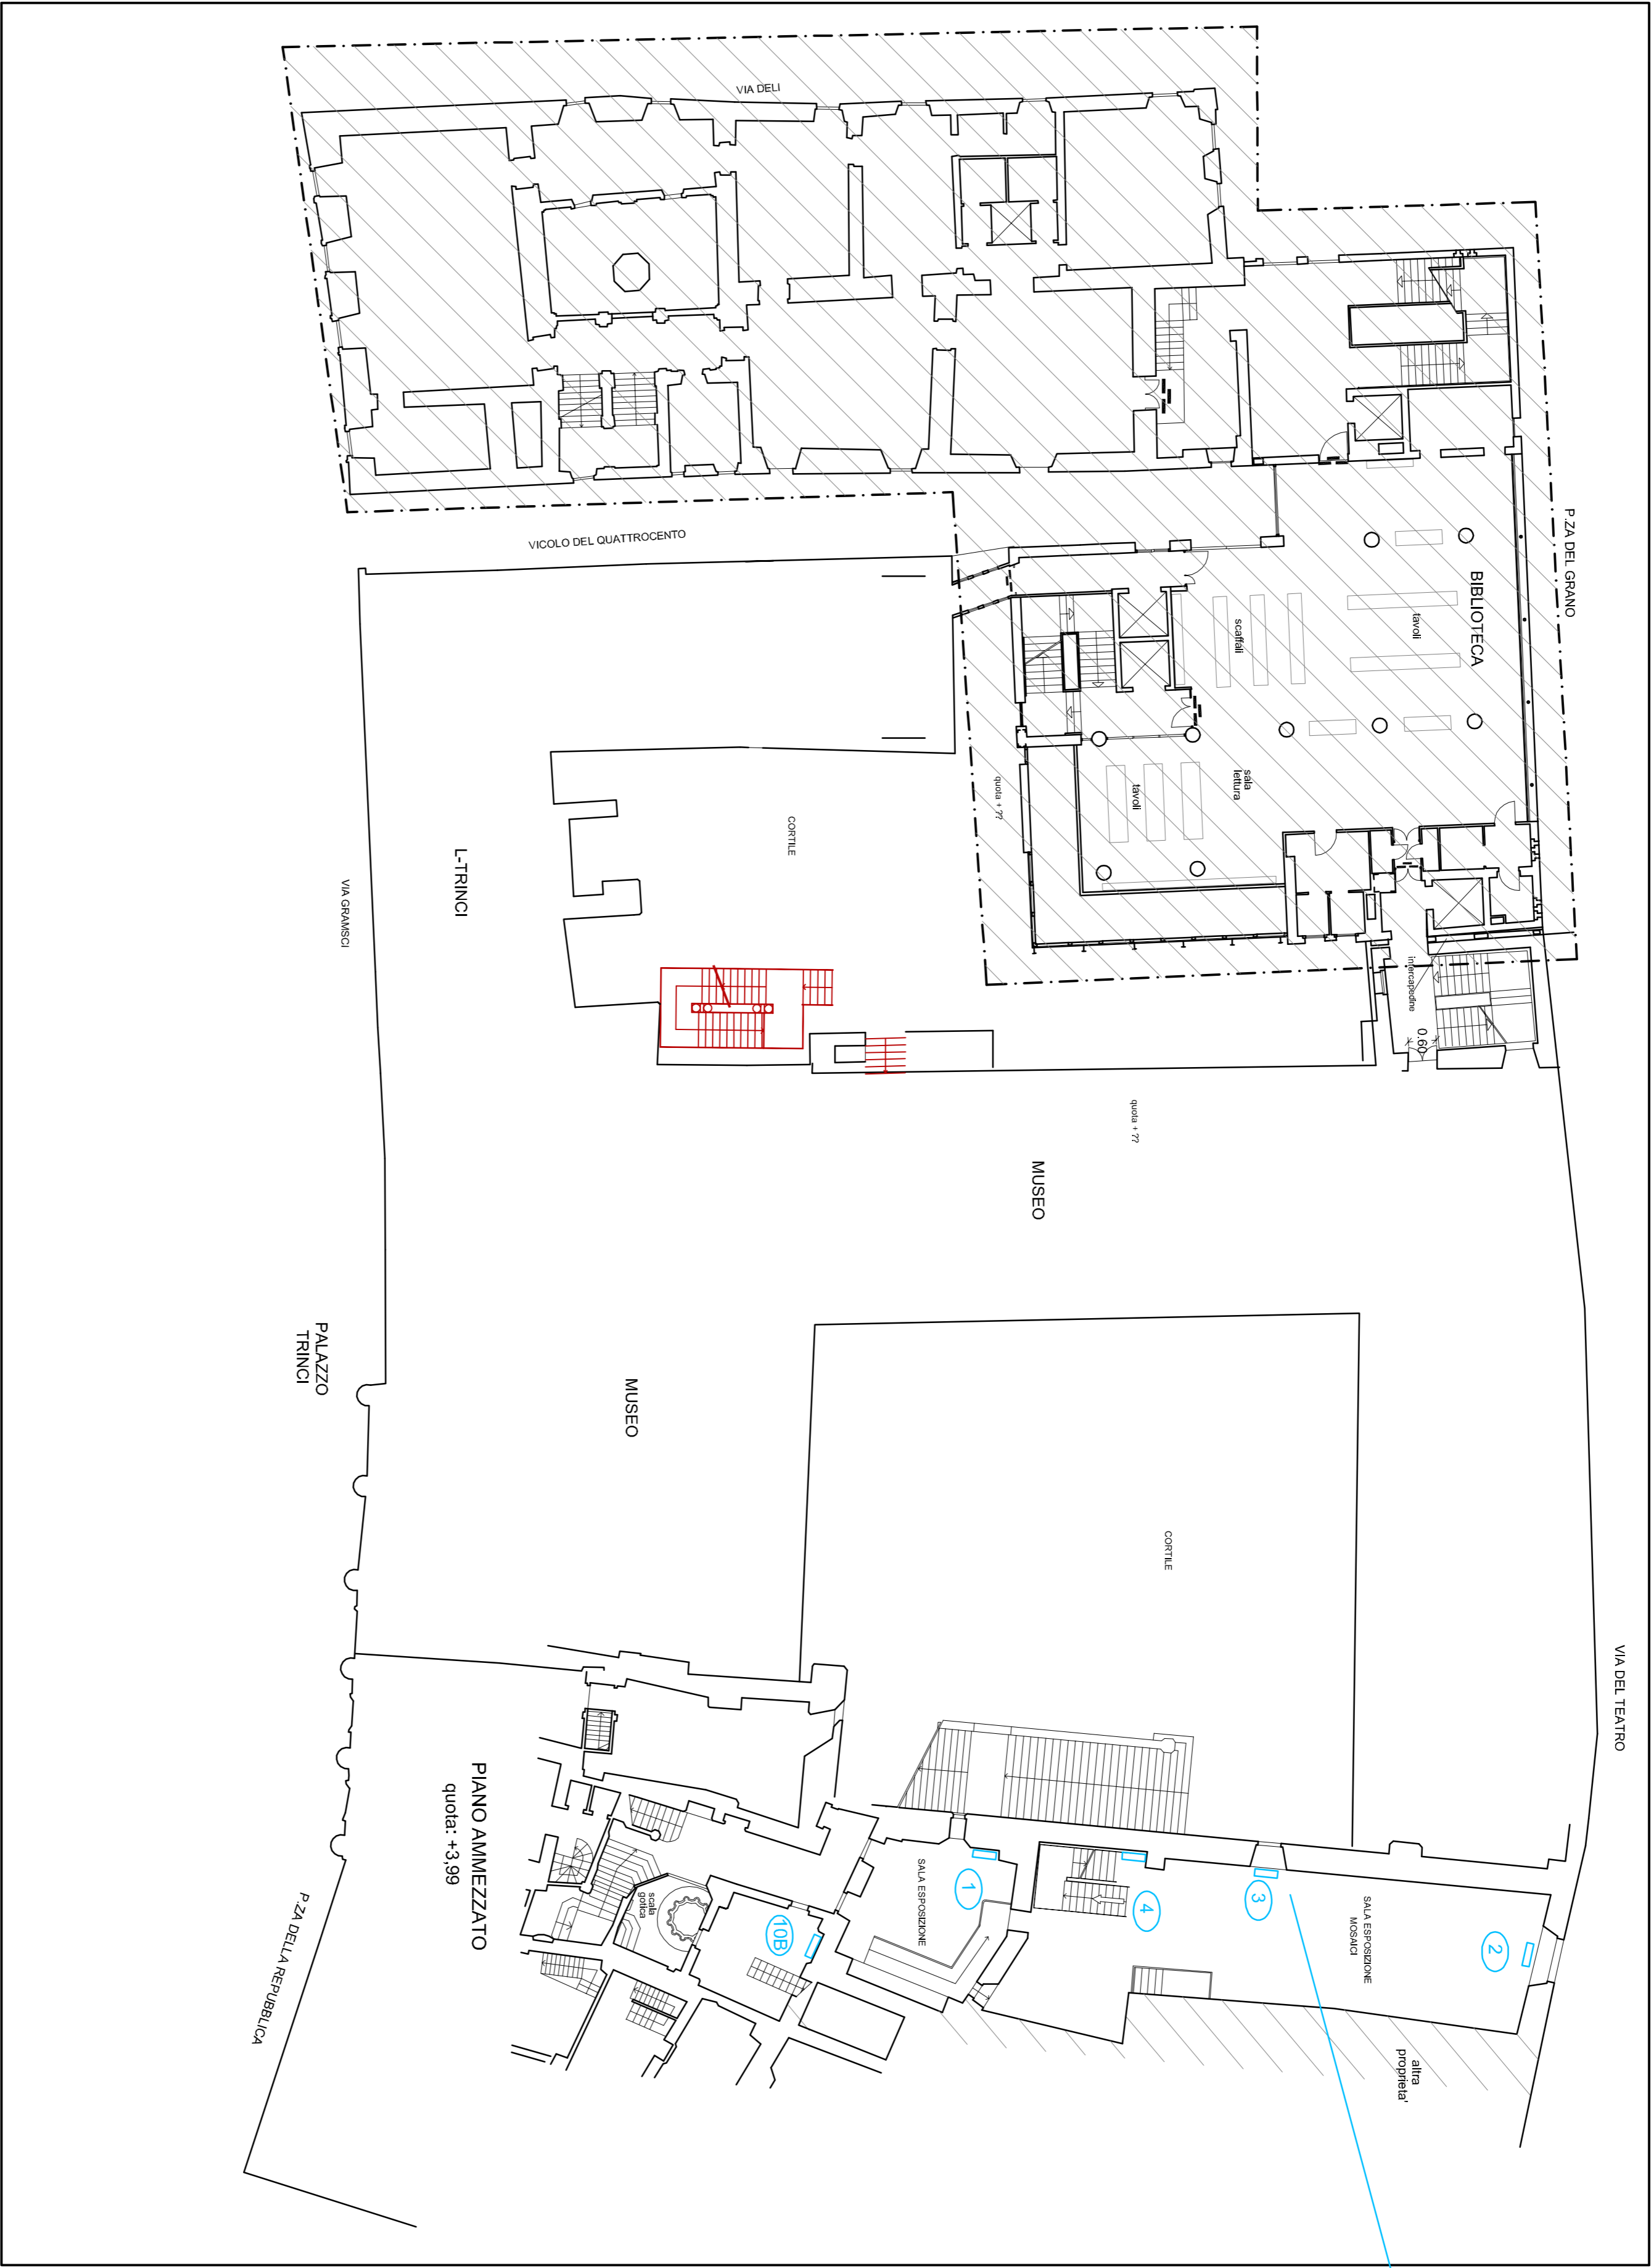 VIA DELI
P.ZA DEL GRANO
VICOLO DEL QUATTROCENTO
BIBLIOTECA
tavoli
scaffali
sala
lettura
tavoli
quota + ??
CORTILE
L-TRINCI
VIA GRAMSCI
intercapedine
0.60
quota + ??
MUSEO
PALAZZO
TRINCI
MUSEO
CORTILE
VIA DEL TEATRO
PIANO AMMEZZATO
quota: +3,99
scala
gotica
10B
SALA ESPOSIZIONE
1
4
3
SALA ESPOSIZIONE
MOSAICI
2
altra
proprieta'
P.ZA DELLA REPUBBLICA